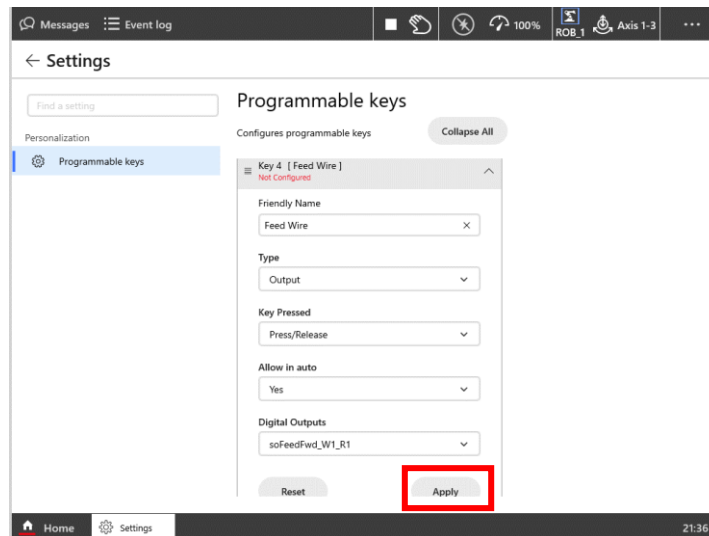 Messages Event log 100% ROB_1 Axis 1-3 ...
Settings
Find a setting
Personalization
Programmable keys
Programmable keys
Configures programmable keys Collapse All
Key 4 [ Feed Wire ]
Not Configured
Friendly Name
Feed Wire
Type
Output
Key Pressed
Press/Release
Allow in auto
Yes
Digital Outputs
soFeedFwd_W1_R1
Reset Apply
Home Settings 21:36